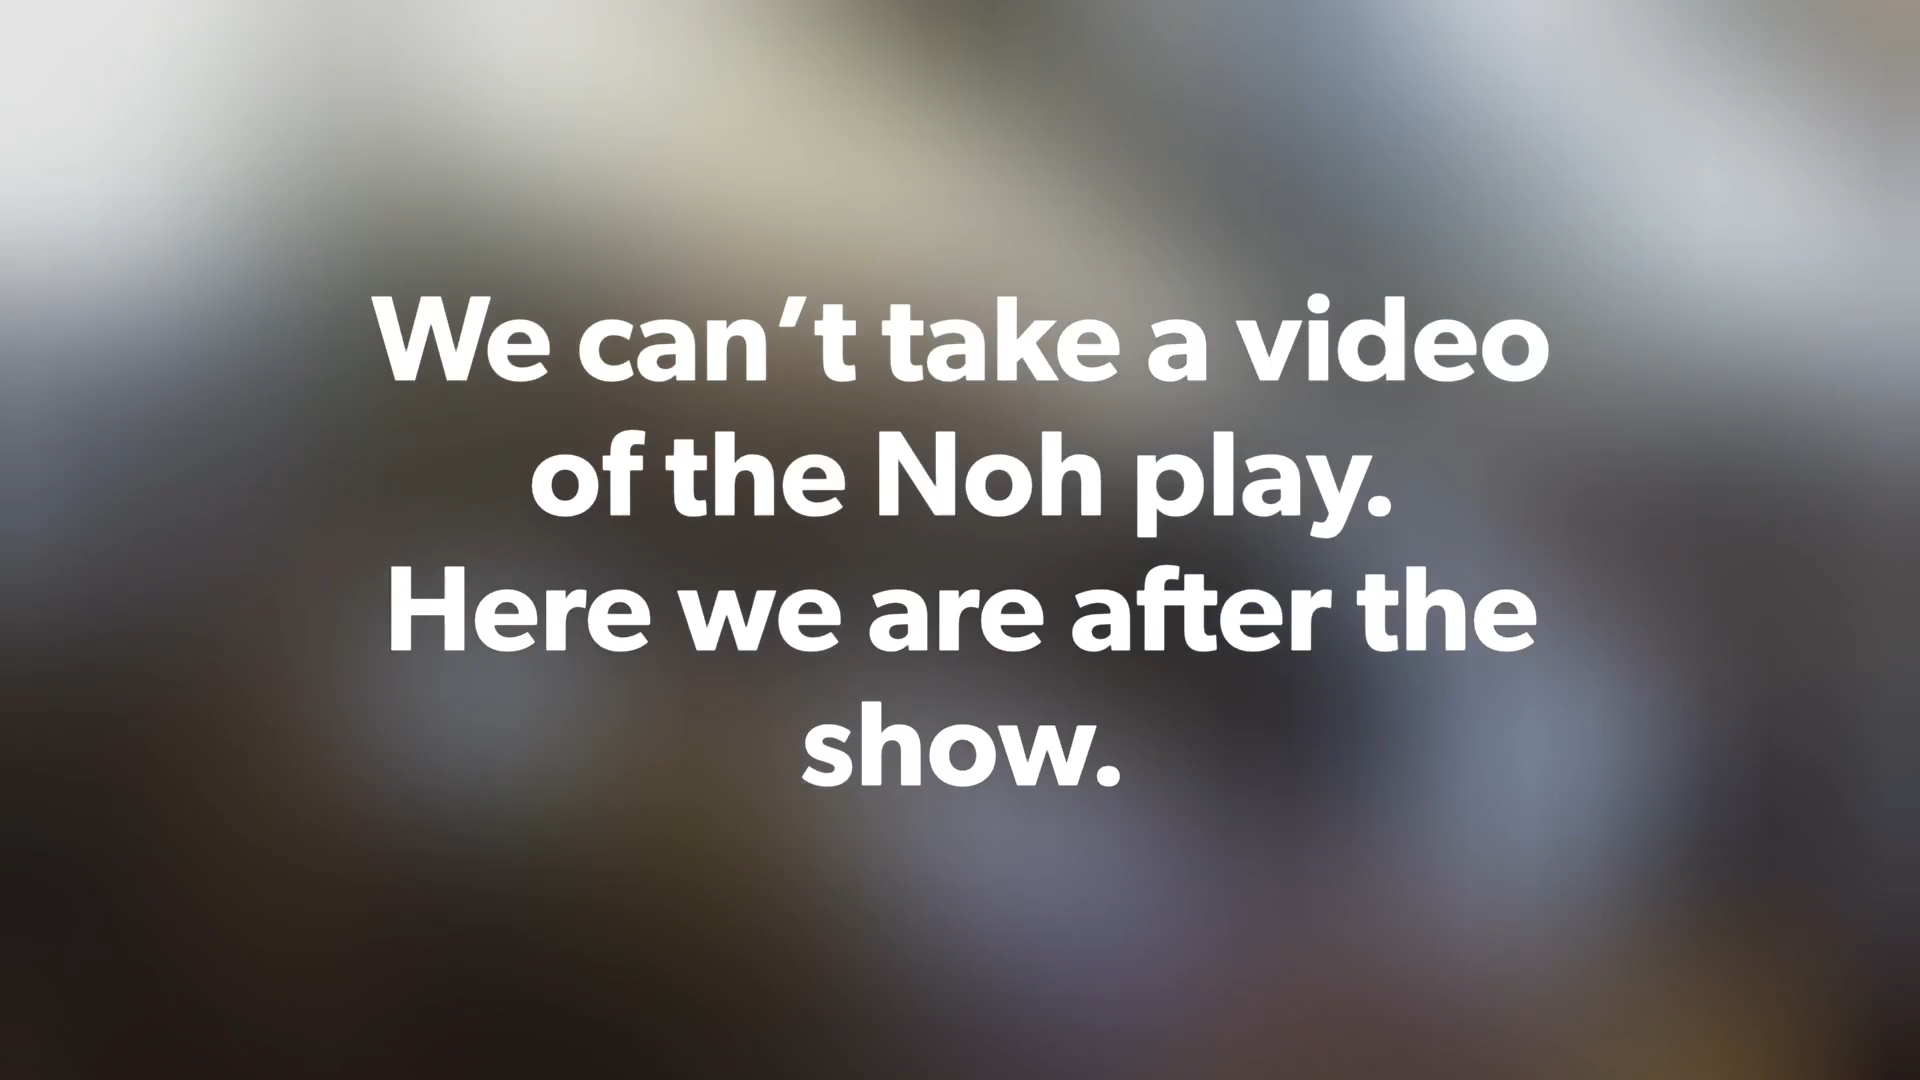 We can’t take a video
of the Noh play.
Here we are after the
show.